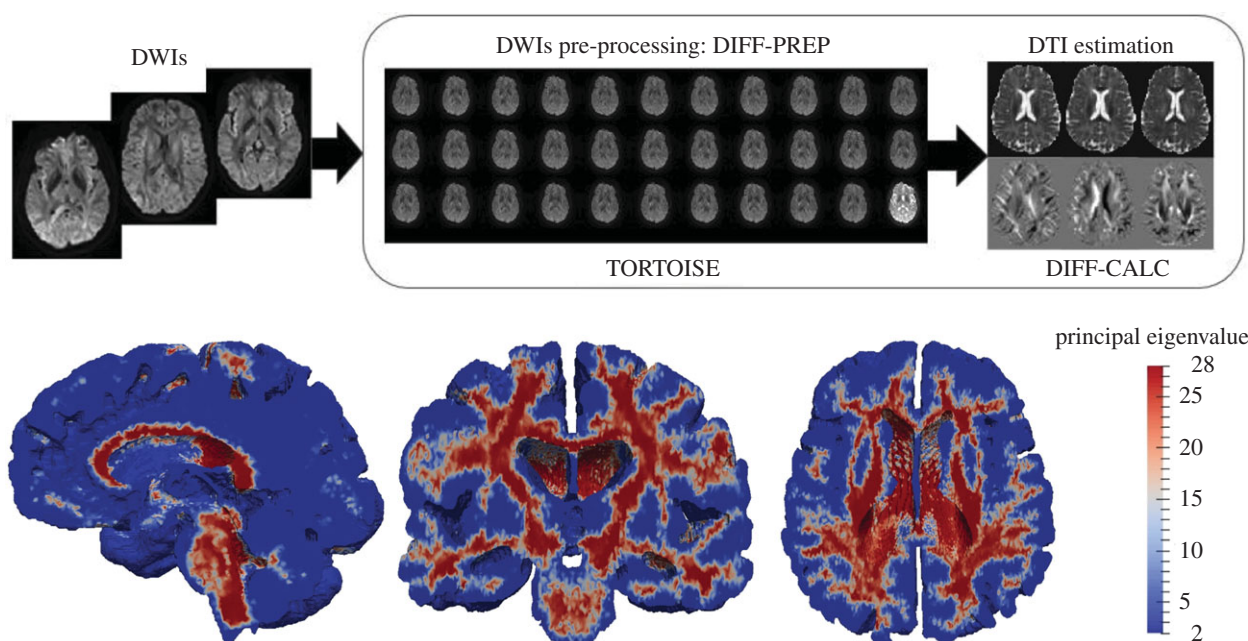 DWIs
DWIs pre-processing: DIFF-PREP
DTI estimation
TORTOISE
DIFF-CALC
principal eigenvalue
28
25
20
15
10
5
2